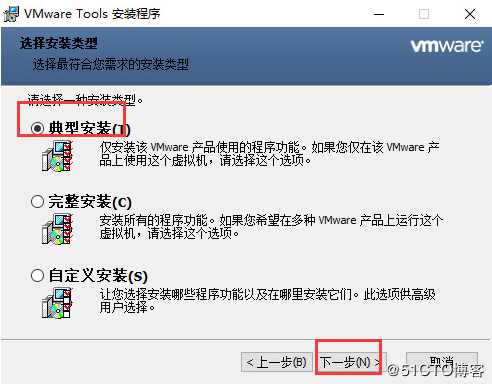 VMware Tools 安装程序
选择安装类型
选择最符合您需求的安装类型
vmware
请选择一种安装类型。
典型安装(T)
仅安装该 VMware 产品使用的程序功能。如果您仅在该 VMware 产
品上使用这个虚拟机，请选择这个选项。
完整安装(C)
安装所有的程序功能。如果您希望在多种 VMware 产品上运行这个
虚拟机，请选择这个选项。
自定义安装(S)
让您选择安装哪些程序功能以及在哪里安装它们。此选项供高级
用户选择。
< 上一步(B)
下一步(N) >
取消
@51CTO博客